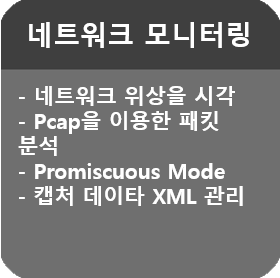 네트워크 모니터링
- 네트워크 위상을 시각
- Pcap을 이용한 패킷
분석
- Promiscuous Mode
- 캡처 데이타 XML 관리